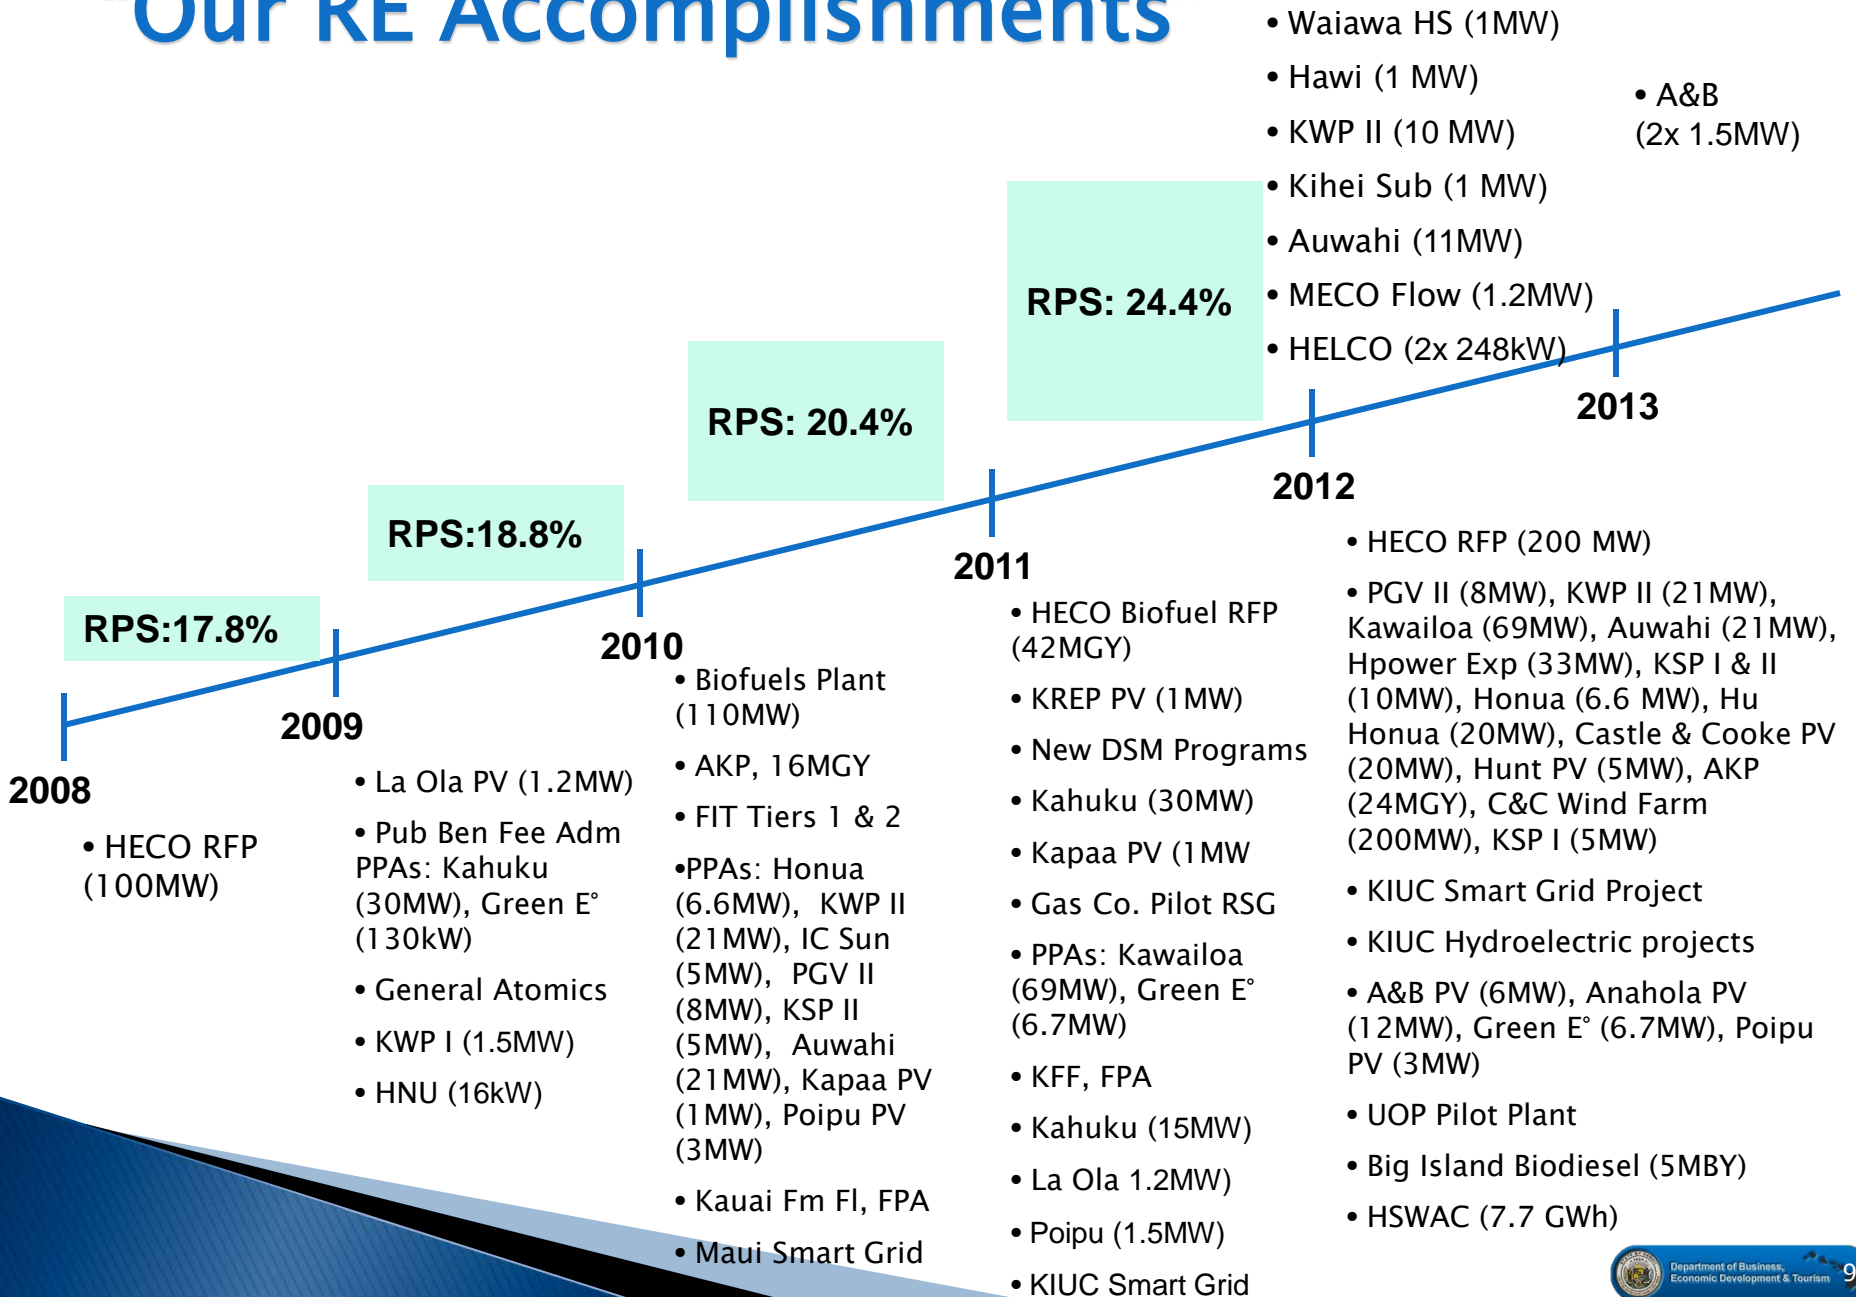 "Our RE Accomplishments"
• Waiawa HS (1MW)
• Hawi (1 MW)
• KWP II (10 MW)
• Kihei Sub (1 MW)
• Auwahi (11MW)
• MECO Flow (1.2MW)
• HELCO (2x 248kW)
• A&B
(2x 1.5MW)
RPS: 24.4%
RPS: 20.4%
RPS:18.8%
RPS:17.8%
2013
2012
2011
2010
2009
2008
• HECO RFP
(100MW)
• La Ola PV (1.2MW)
• Pub Ben Fee Adm
PPAs: Kahuku
(30MW), Green E°
(130kW)
• General Atomics
• KWP I (1.5MW)
• HNU (16kW)
• Biofuels Plant
(110MW)
• AKP, 16MGY
• FIT Tiers 1 & 2
•PPAs: Honua
(6.6MW), KWP II
(21MW), IC Sun
(5MW), PGV II
(8MW), KSP II
(5MW), Auwahi
(21MW), Kapaa PV
(1MW), Poipu PV
(3MW)
• Kauai Fm Fl, FPA
• Maui Smart Grid
• HECO Biofuel RFP
(42MGY)
• KREP PV (1MW)
• New DSM Programs
• Kahuku (30MW)
• Kapaa PV (1MW
• Gas Co. Pilot RSG
• PPAs: Kawailoa
(69MW), Green E°
(6.7MW)
• KFF, FPA
• Kahuku (15MW)
• La Ola 1.2MW)
• Poipu (1.5MW)
• KIUC Smart Grid
• HECO RFP (200 MW)
• PGV II (8MW), KWP II (21MW),
Kawailoa (69MW), Auwahi (21MW),
Hpower Exp (33MW), KSP I & II
(10MW), Honua (6.6 MW), Hu
Honua (20MW), Castle & Cooke PV
(20MW), Hunt PV (5MW), AKP
(24MGY), C&C Wind Farm
(200MW), KSP I (5MW)
• KIUC Smart Grid Project
• KIUC Hydroelectric projects
• A&B PV (6MW), Anahola PV
(12MW), Green E° (6.7MW), Poipu
PV (3MW)
• UOP Pilot Plant
• Big Island Biodiesel (5MBY)
• HSWAC (7.7 GWh)
Department of Business,
Economic Development & Tourism
9